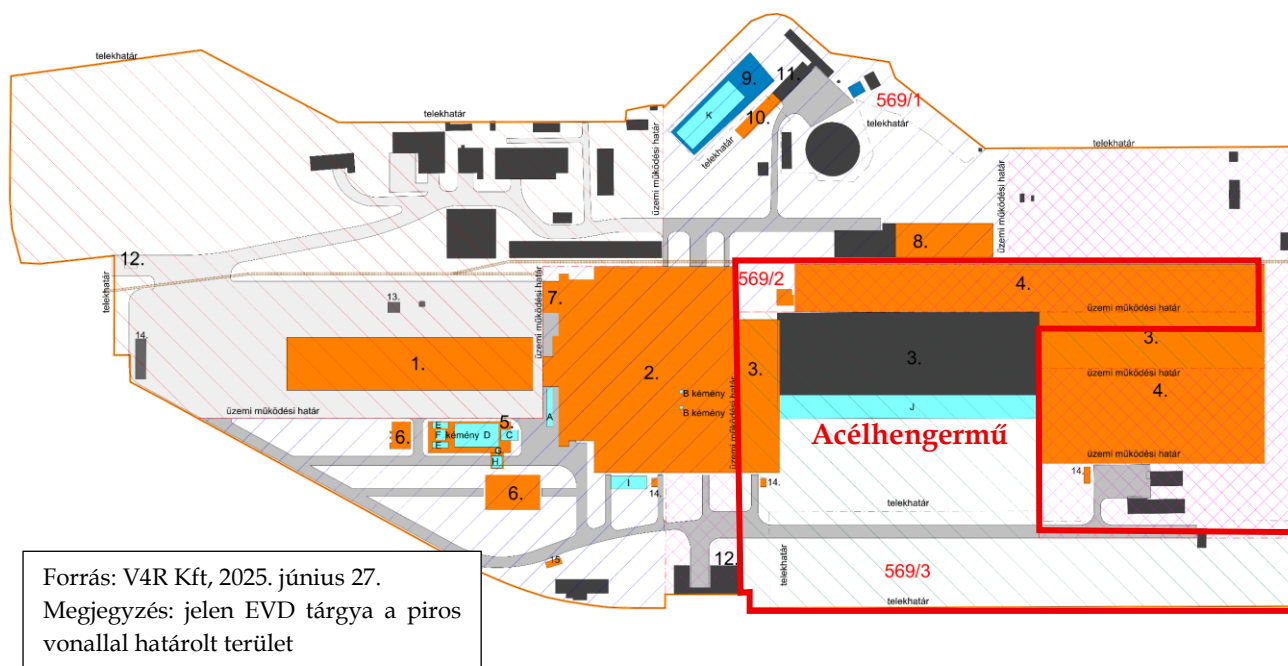 telekhatár
telekhatár
telekhatár
telekhatár
telekhatár
telekhatár
9.
11.
K
10.
569/1
üzemi működési határ
üzemi működési határ
8.
12.
telekhatár
569/2
4.
13.
7.
üzemi működési határ
üzemi működési határ
14.
1.
2.
3.
3.
3.
üzemi működési határ
4.
B kémény
B kémény
J
A
üzemi működési határ
üzemi működési határ
Acélhengermű
5.
6.
E
F
E
kémény D
C
G
H
üzemi működési határ
14.
6.
I
14.
14.
telekhatár
15.
12.
telekhatár
569/3
telekhatár
Forrás: V4R Kft, 2025. június 27.
Megjegyzés: jelen EVD tárgya a piros
vonallal határolt terület